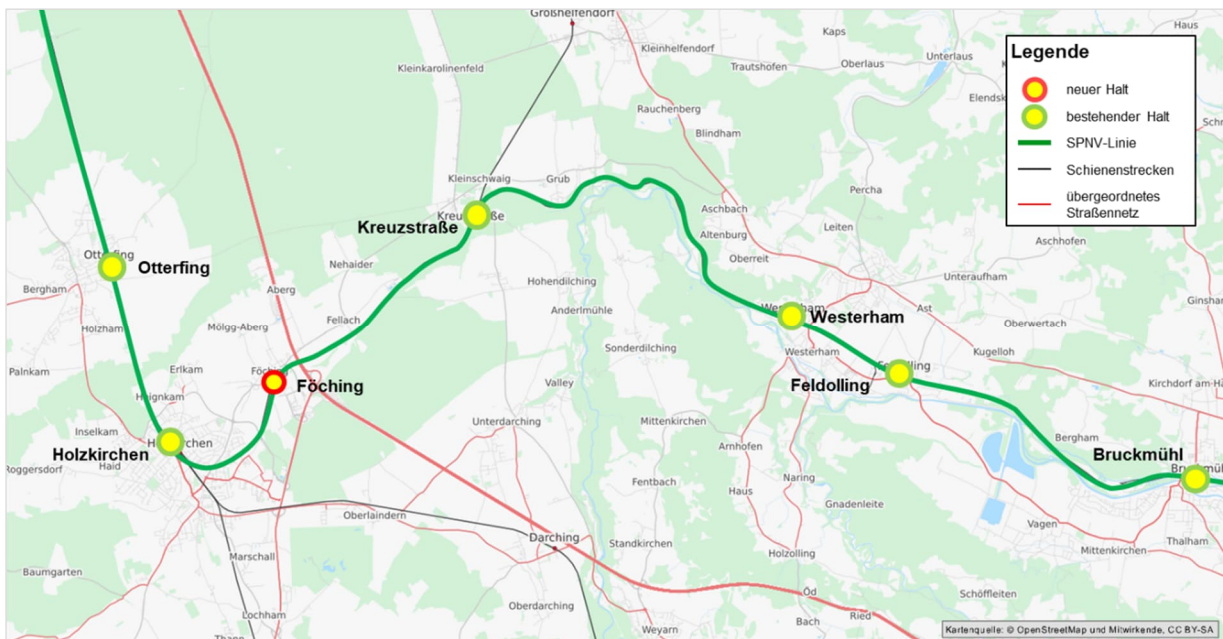 Großhelfendorf
Haus
Kaps
Kleinhelfendorf
Unterlaus
Trautshofen
Oberlaus
Kleinkarolinenfeld
Rauchenberg
Blindham
Legende
neuer Halt
bestehender Halt
SPNV-Linie
Schienenstrecken
übergeordnetes
Straßennetz
Kleinschwaig
Grub
Percha
Kreuzstraße
Aschbach
Altenburg
Leiten
Aschhofen
Otterfing
Otterfing
Nehaider
Oberreit
Unteraufham
Bergham
Aberg
Hohendilching
Ast
Holzham
Mölgg-Aberg
Fellach
Anderlmühle
Westerham
Oberwertach
Palnkam
Erlkam
Föching
Föching
Sonderdilching
Westerham
Kugelloh
Feldolling
Valley
Kirchdorf am
Inselkam
Unterdarching
Mittenkirchen
Arnhofen
Bergham
Bruckmühl
Holzkirchen
Haid
Roggersdorf
Fentbach
Haus
Naring
Gnadenleite
Oberlaindern
Vagen
Darching
Standkirchen
Holzolling
Mittenkirchen
Thalham
Marschall
Baumgarten
Oberdarching
Öd
Schöffleiten
Lochham
Weyarn
Bach
Ried
Kartenquelle: © OpenStreetMap und Mitwirkende, CC BY-SA